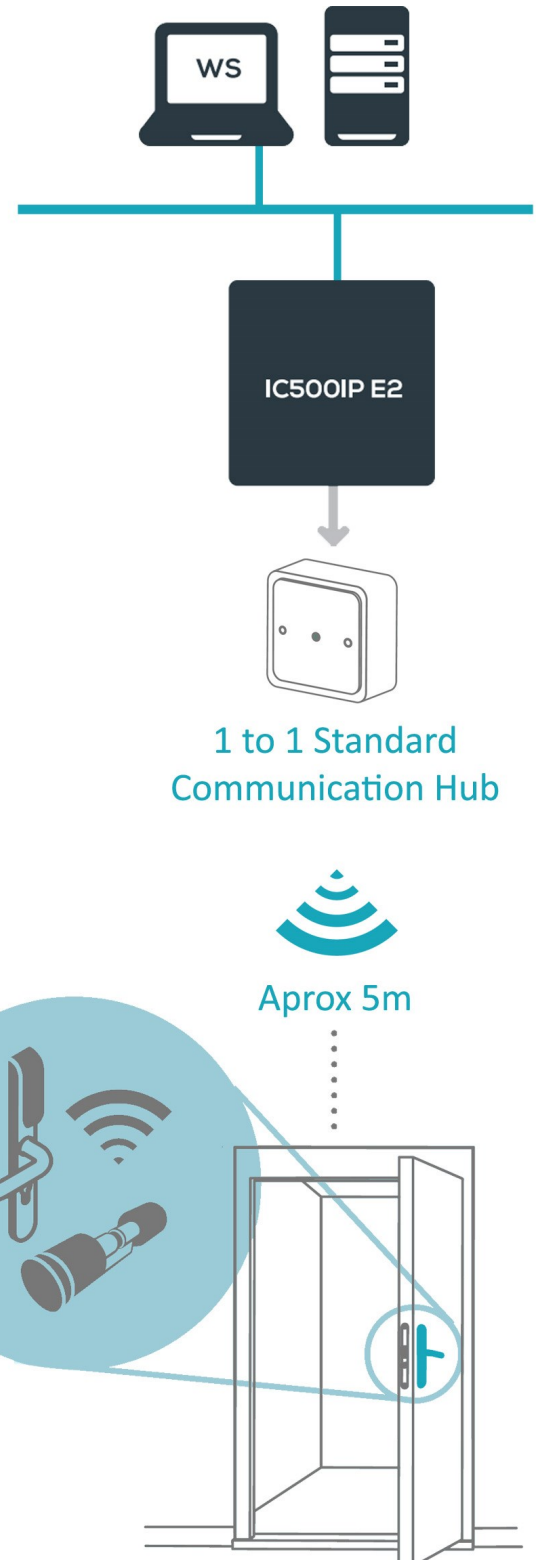 WS
IC500IP E2
1 to 1 Standard
Communication Hub
Aprox 5m